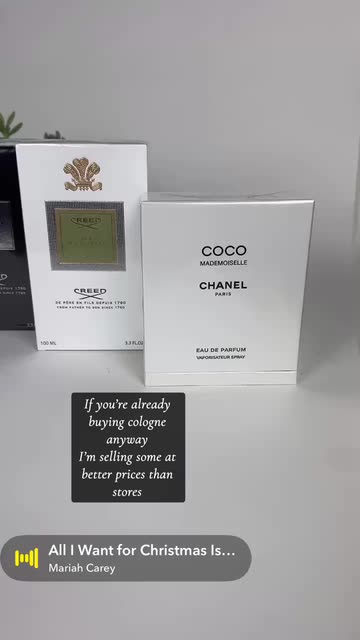 CREED
CREED
DE PÈRE EN FILS DEPUIS 1760
FROM FATHER TO SON SINCE 1760
100 ML
3.3 FL.OZ
COCO
MADEMOISELLE
CHANEL
PARIS
EAU DE PARFUM
VAPORISATEUR SPRAY
If you’re already
buying cologne
anyway
I’m selling some at
better prices than
stores
All I Want for Christmas Is…
Mariah Carey